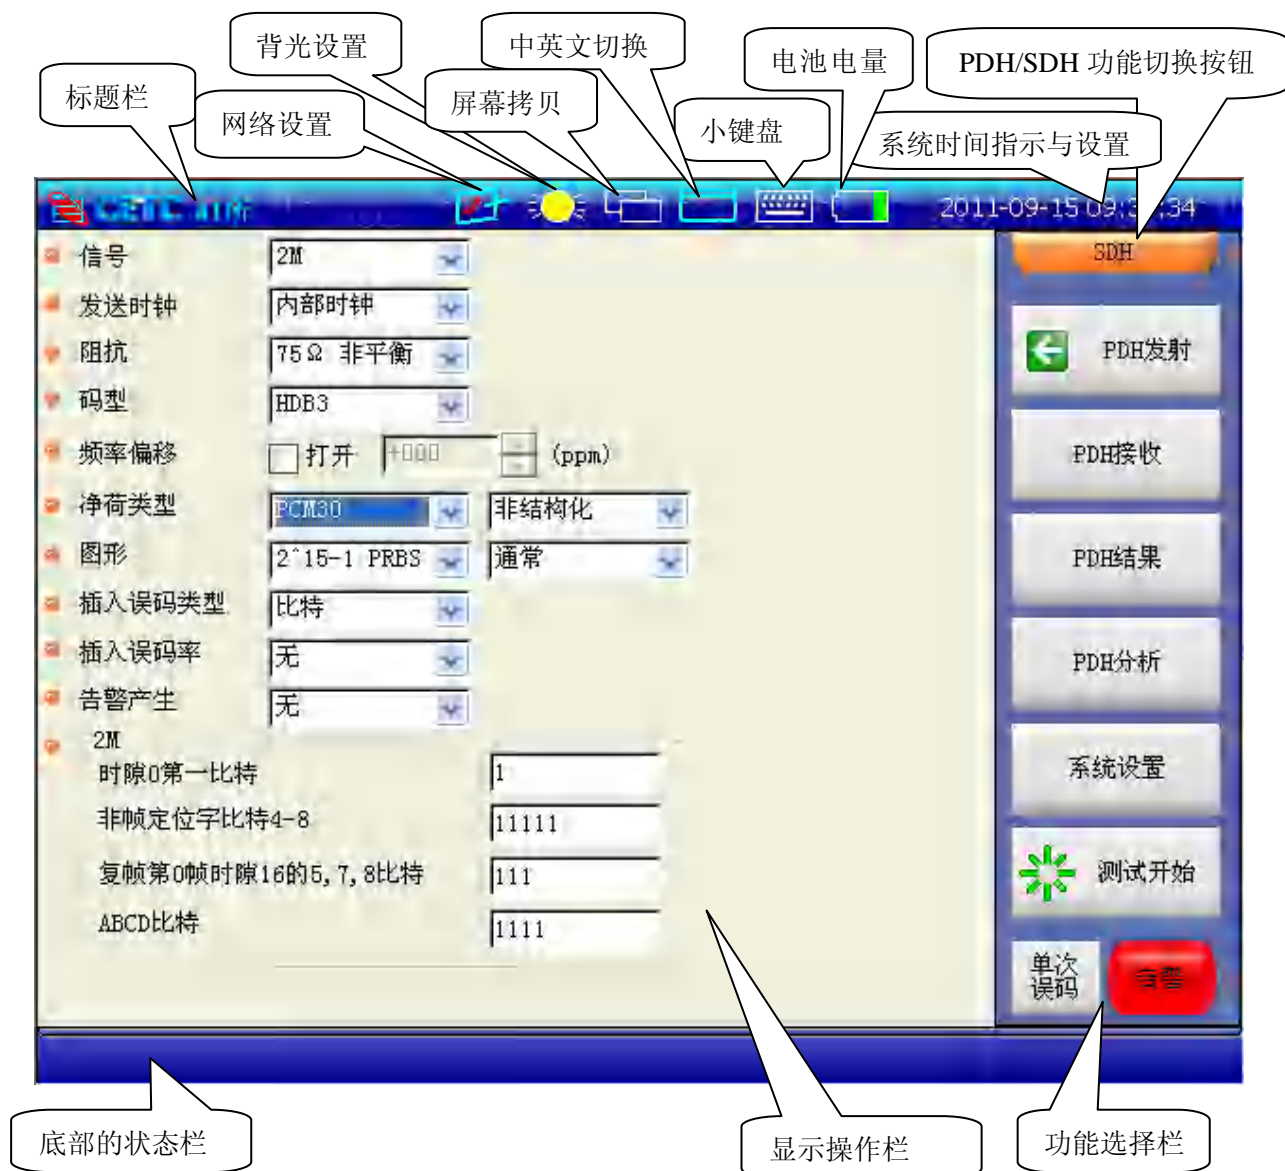 背光设置
中英文切换
电池电量
PDH/SDH 功能切换按钮
标题栏
网络设置
屏幕拷贝
小键盘
系统时间指示与设置
2011-09-15 09:
34
信号 2M
SDH
发送时钟 内部时钟
阻抗 75Ω 非平衡
PDH发射
码型 HDB3
频率偏移 打开 +000 (ppm)
PDH接收
净荷类型 PCM30 非结构化
图形 2^15-1 PRBS 通常
PDH结果
插入误码类型 比特
插入误码率 无
PDH分析
告警产生 无
2M
时隙0第一比特 1
系统设置
非帧定位字比特4-8 11111
复帧第0帧时隙16的5,7,8比特 111
测试开始
ABCD比特 1111
单次
误码
告警
底部的状态栏
显示操作栏
功能选择栏